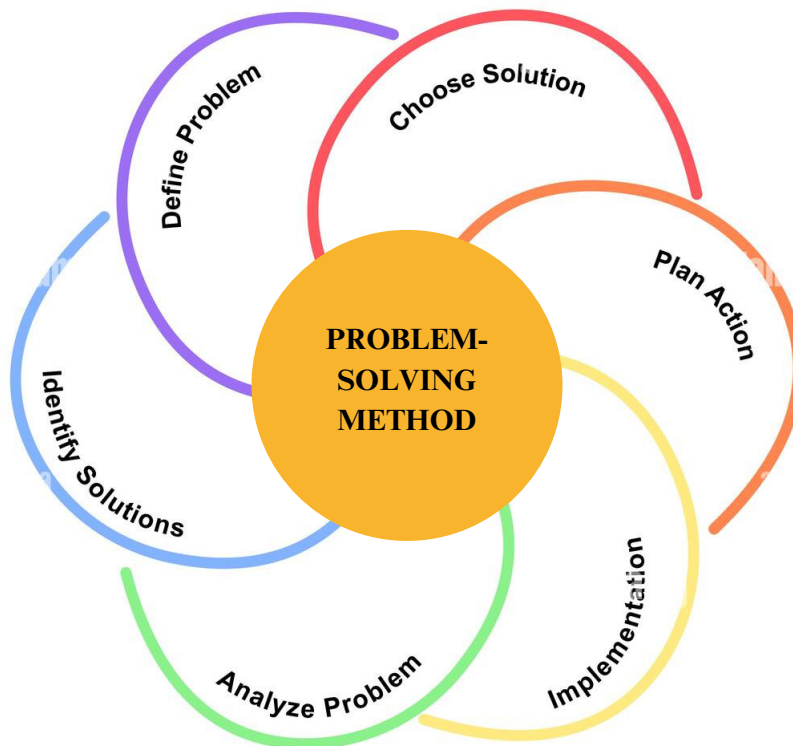 Define Problem
Choose Solution
Plan Action
PROBLEM-
SOLVING
METHOD
Identify Solutions
Implementation
Analyze Problem